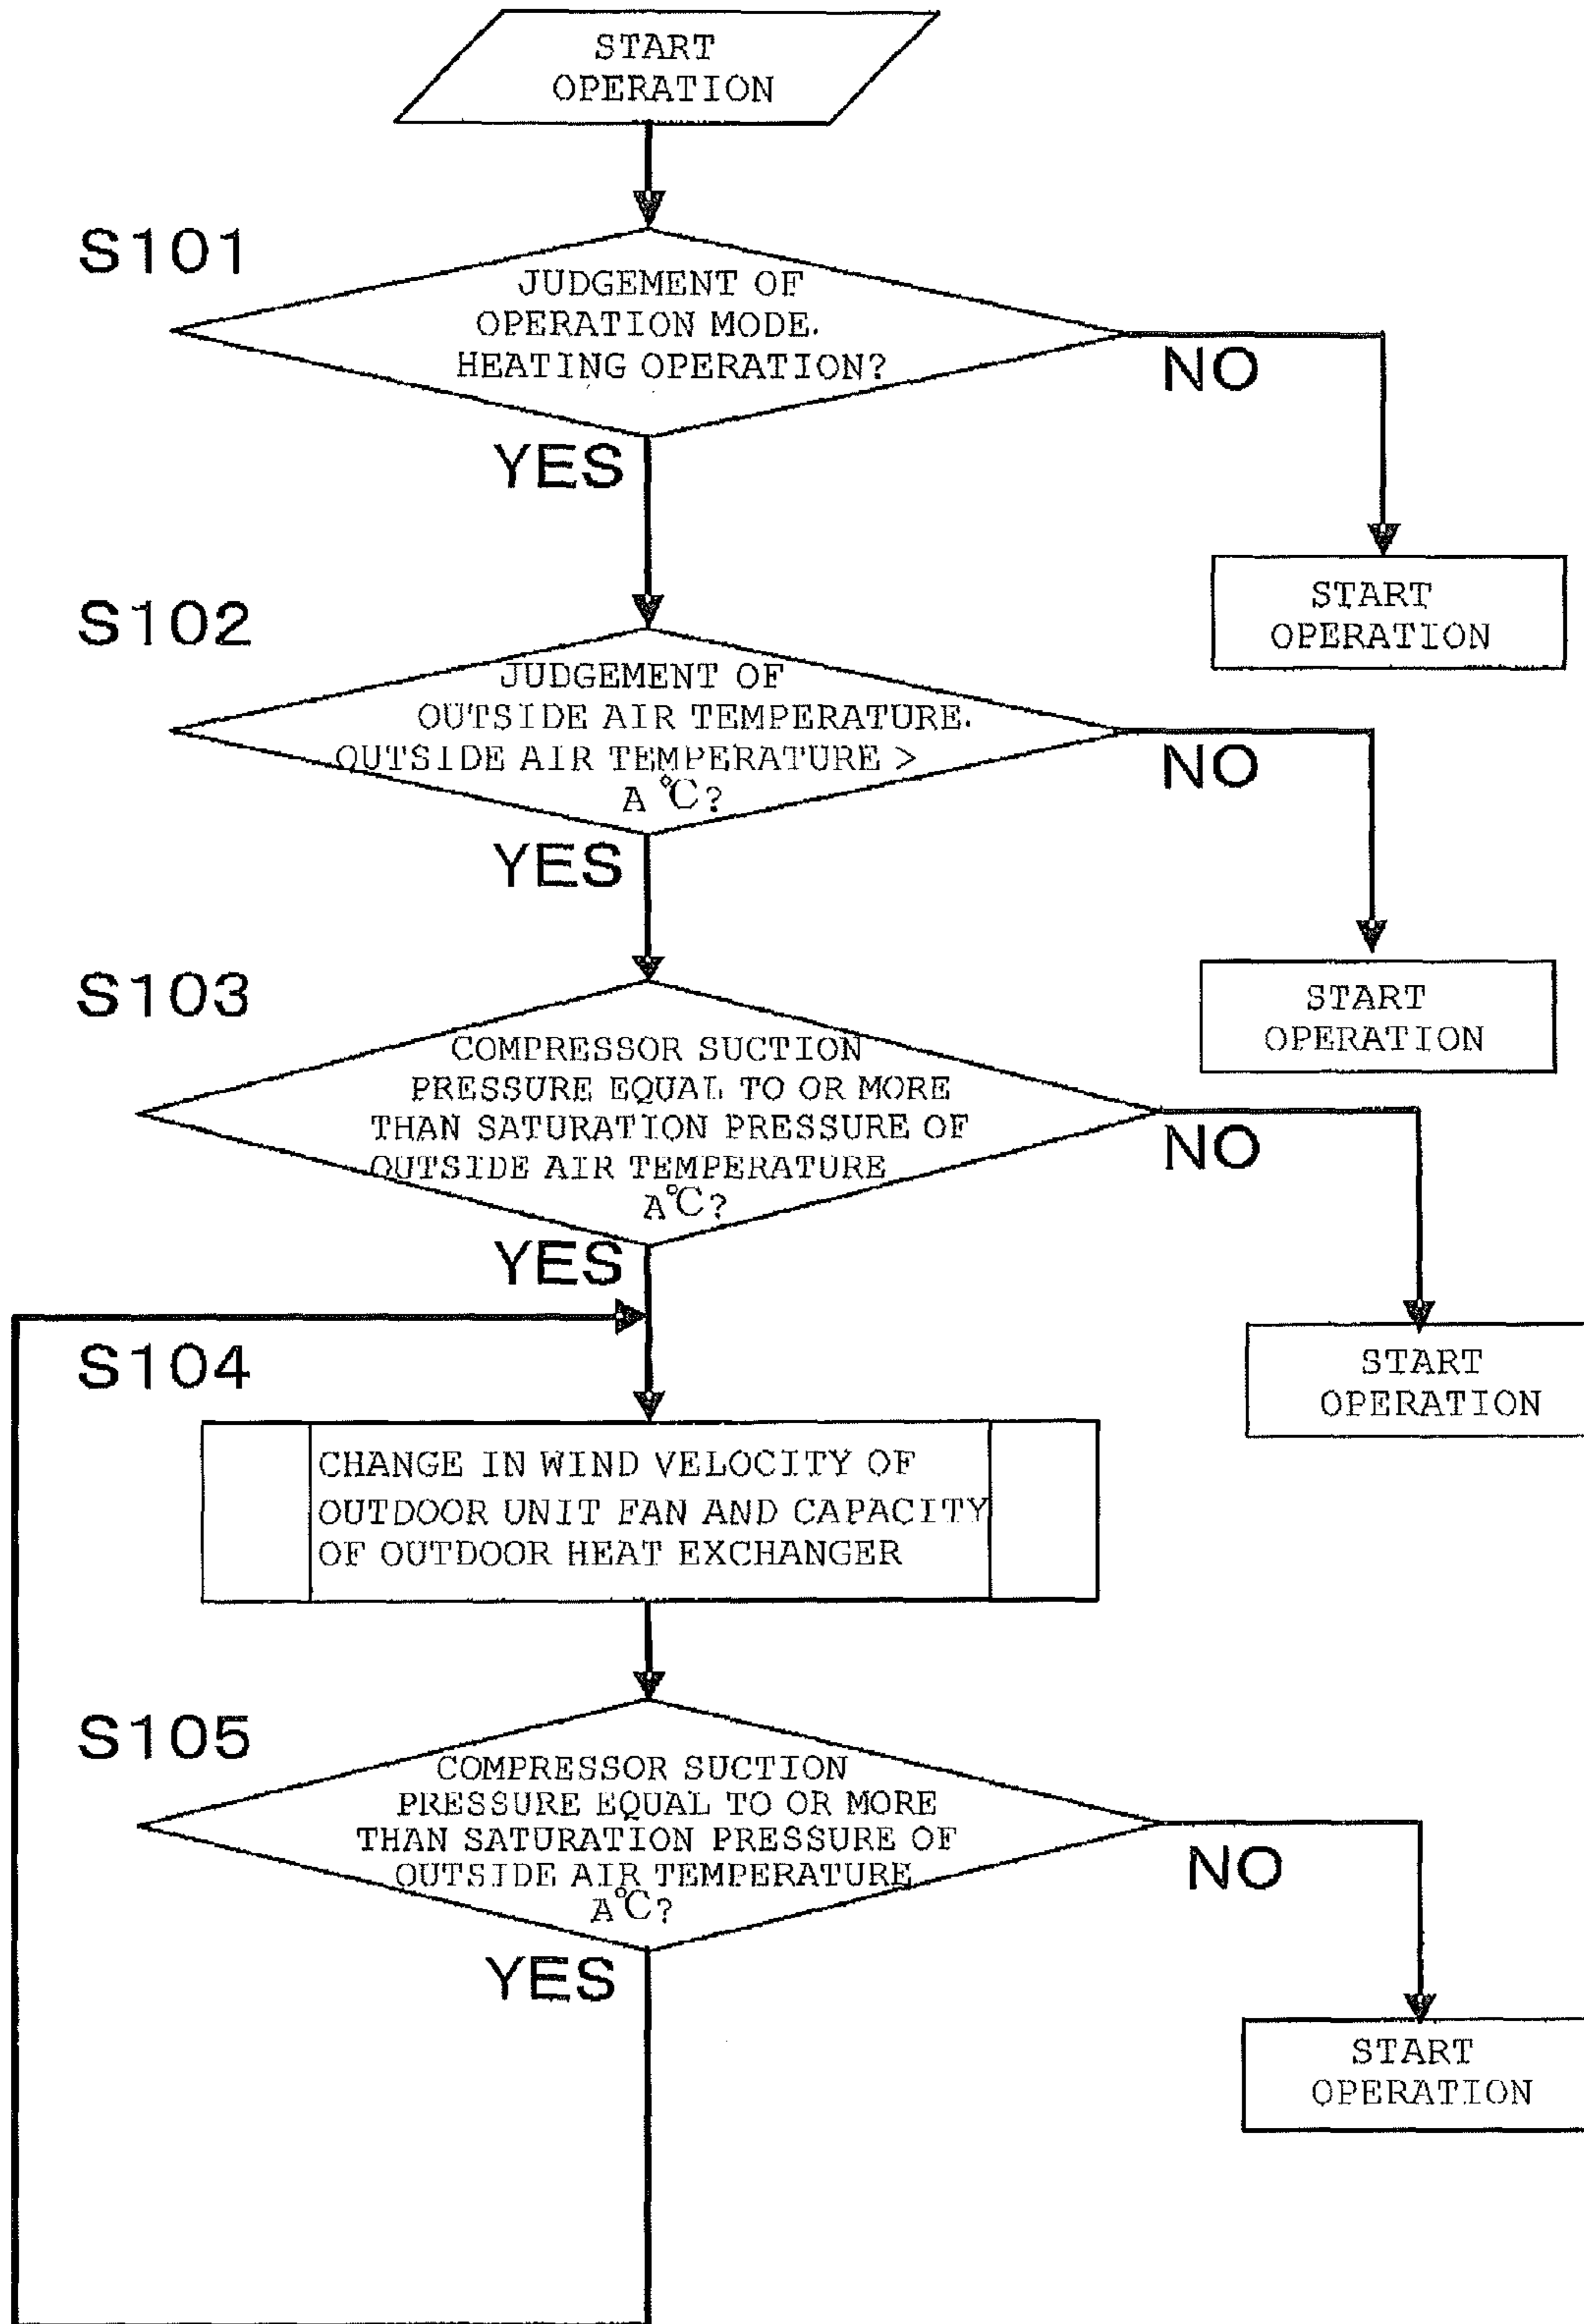 START
OPERATION
S101
JUDGEMENT OF
OPERATION MODE.
HEATING OPERATION?
NO
YES
START
OPERATION
S102
JUDGEMENT OF
OUTSIDE AIR TEMPERATURE.
OUTSIDE AIR TEMPERATURE >
A ℃?
NO
YES
START
OPERATION
S103
COMPRESSOR SUCTION
PRESSURE EQUAL TO OR MORE
THAN SATURATION PRESSURE OF
OUTSIDE AIR TEMPERATURE
A℃?
NO
YES
START
OPERATION
S104
CHANGE IN WIND VELOCITY OF
OUTDOOR UNIT FAN AND CAPACITY
OF OUTDOOR HEAT EXCHANGER
S105
COMPRESSOR SUCTION
PRESSURE EQUAL TO OR MORE
THAN SATURATION PRESSURE OF
OUTSIDE AIR TEMPERATURE
A℃?
NO
YES
START
OPERATION